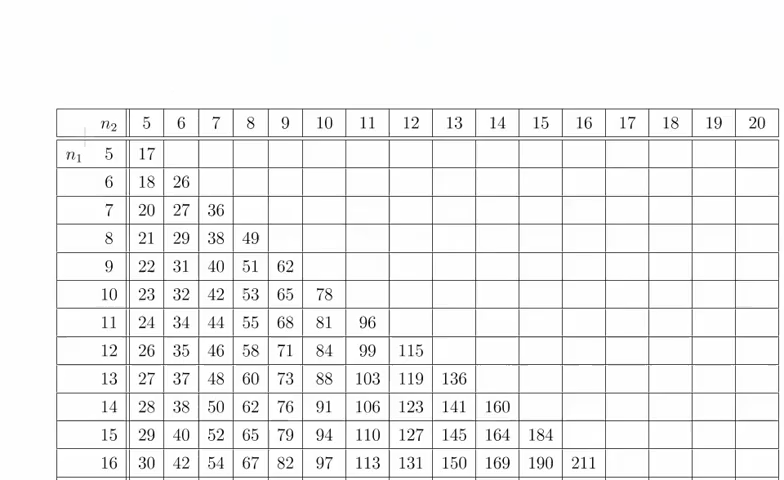 n₂ 5 6 7 8 9 10 11 12 13 14 15 16 17 18 19 20
n₁ 5 17
6 18 26
7 20 27 36
8 21 29 38 49
9 22 31 40 51 62
10 23 32 42 53 65 78
11 24 34 44 55 68 81 96
12 26 35 46 58 71 84 99 115
13 27 37 48 60 73 88 103 119 136
14 28 38 50 62 76 91 106 123 141 160
15 29 40 52 65 79 94 110 127 145 164 184
16 30 42 54 67 82 97 113 131 150 169 190 211